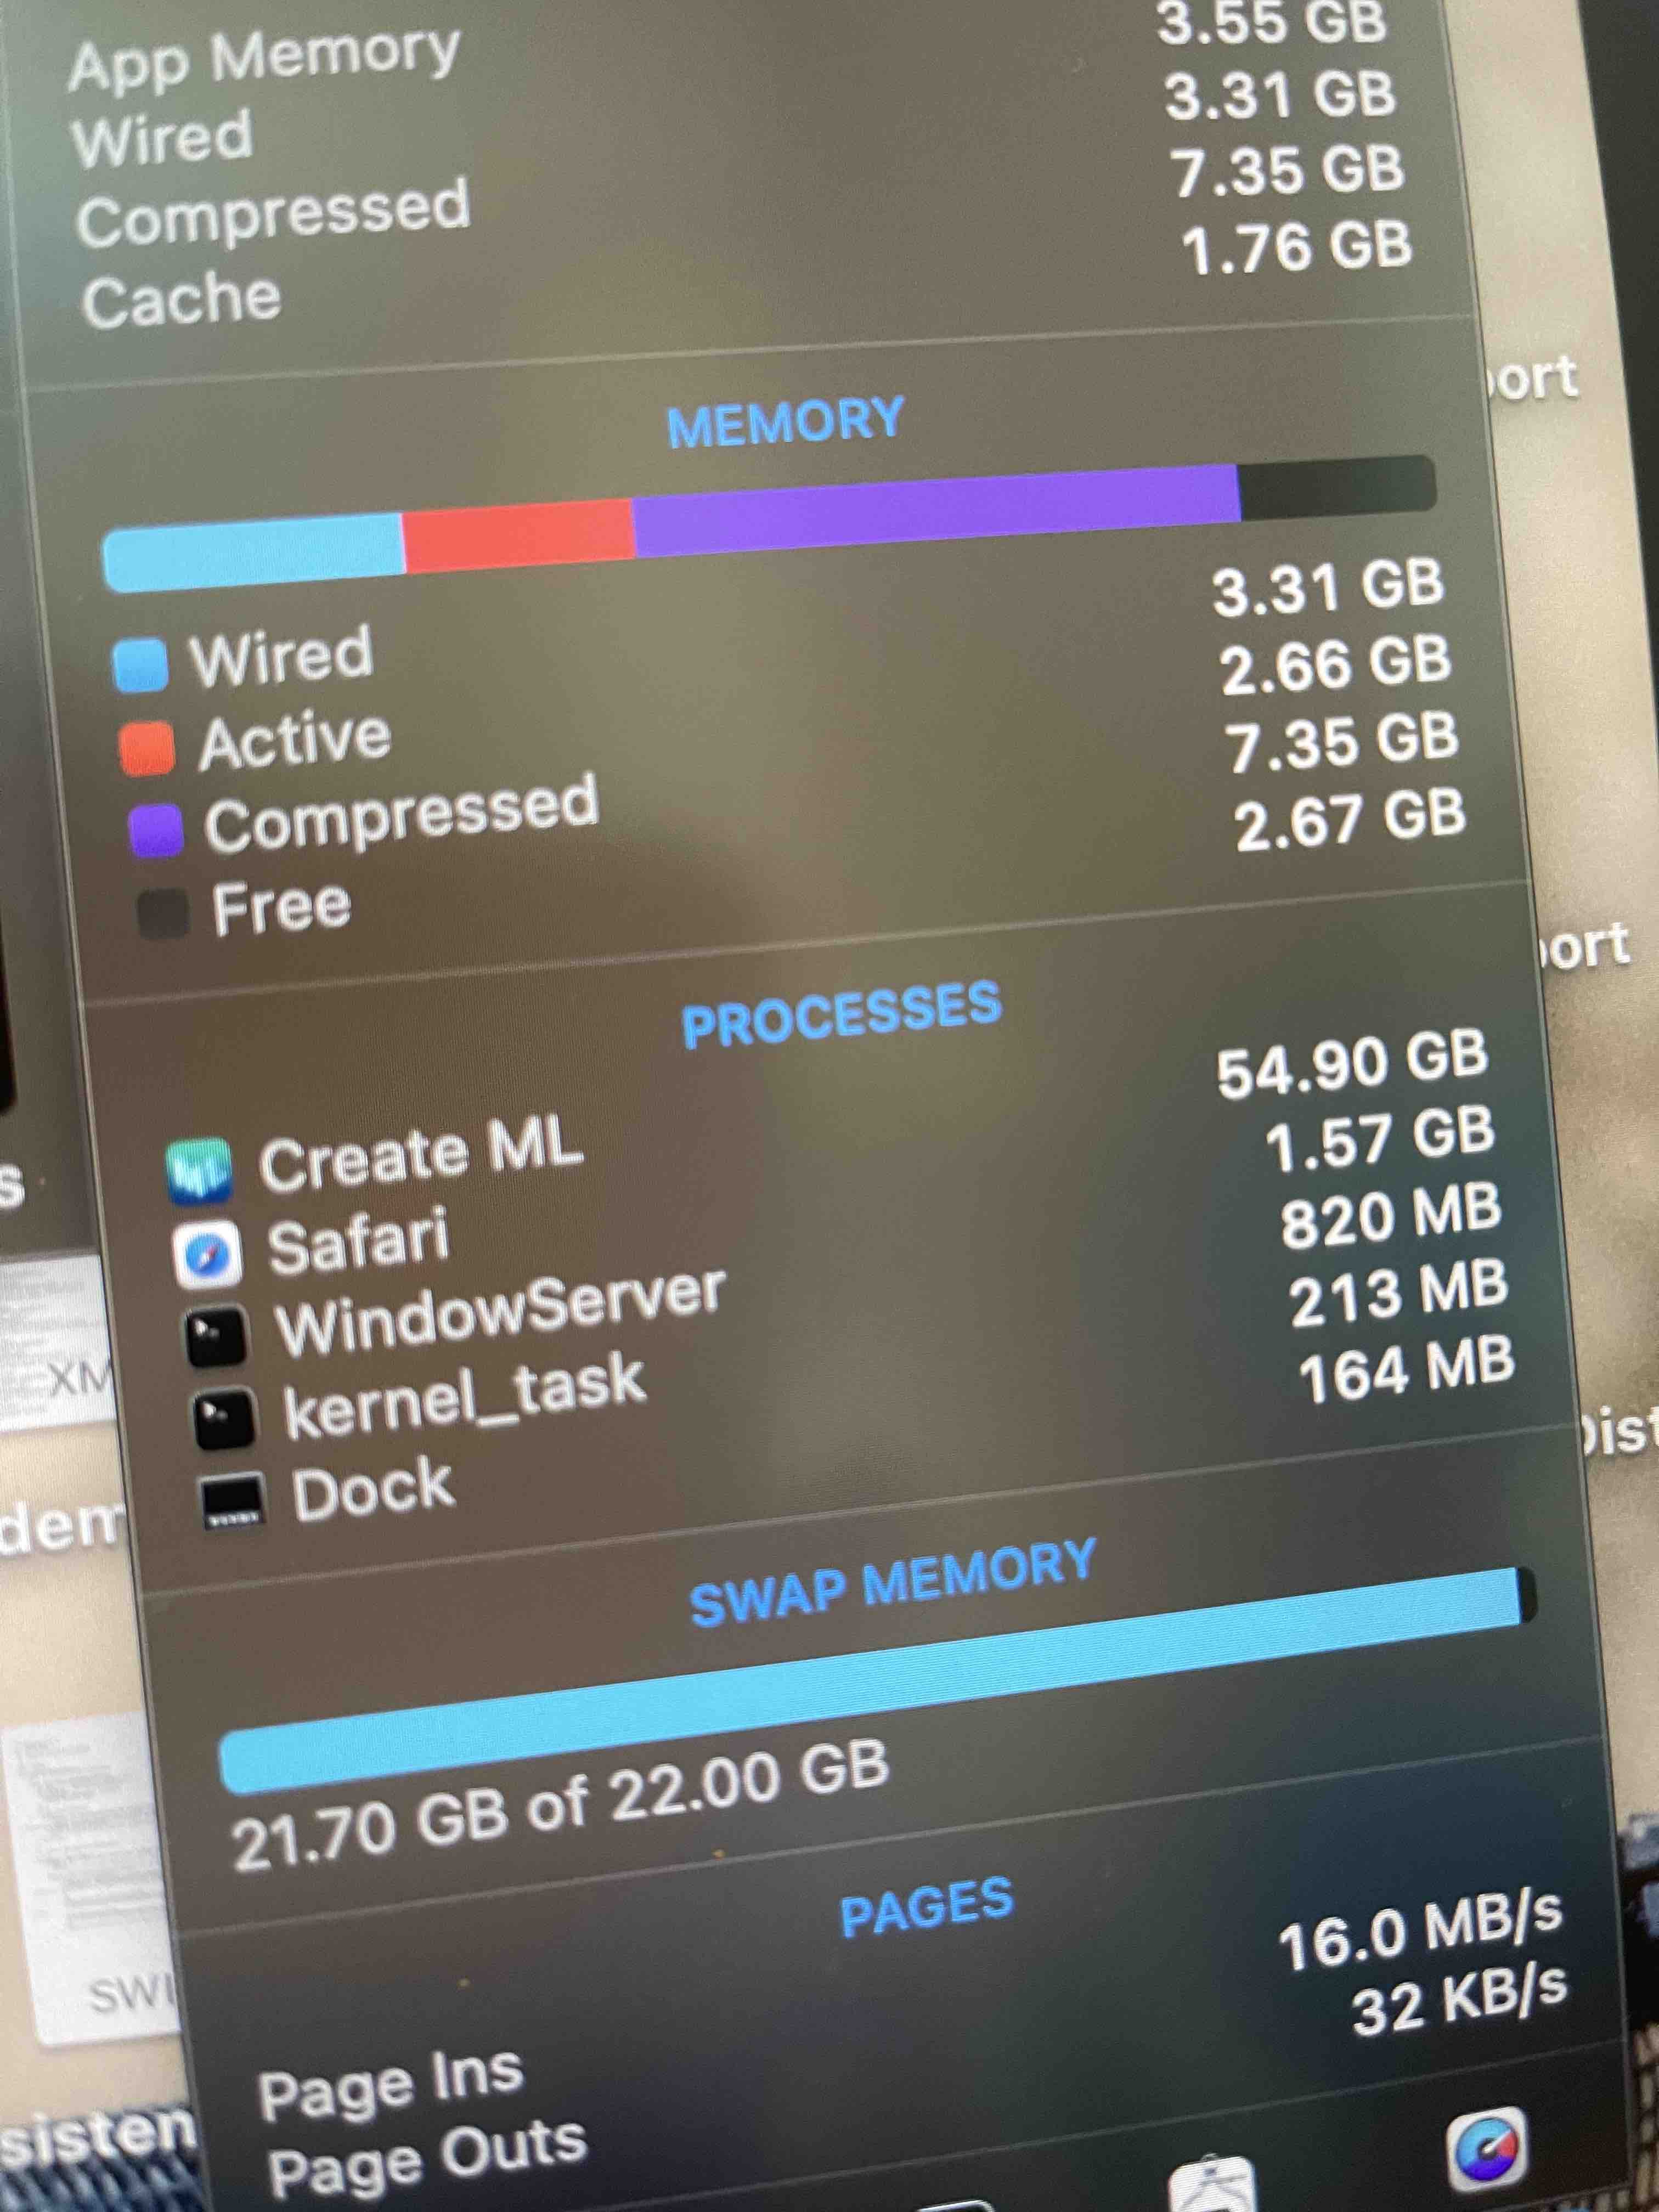 App Memory 3.55 GB
Wired 3.31 GB
Compressed 7.35 GB
Cache 1.76 GB
MEMORY
Wired 3.31 GB
Active 2.66 GB
Compressed 7.35 GB
Free 2.67 GB
PROCESSES
Create ML 54.90 GB
Safari 1.57 GB
WindowServer 820 MB
kernel_task 213 MB
Dock 164 MB
SWAP MEMORY
21.70 GB of 22.00 GB
PAGES
Page Ins 16.0 MB/s
Page Outs 32 KB/s
ort
ort
Dist
s
XM
dem
SWI
sisten